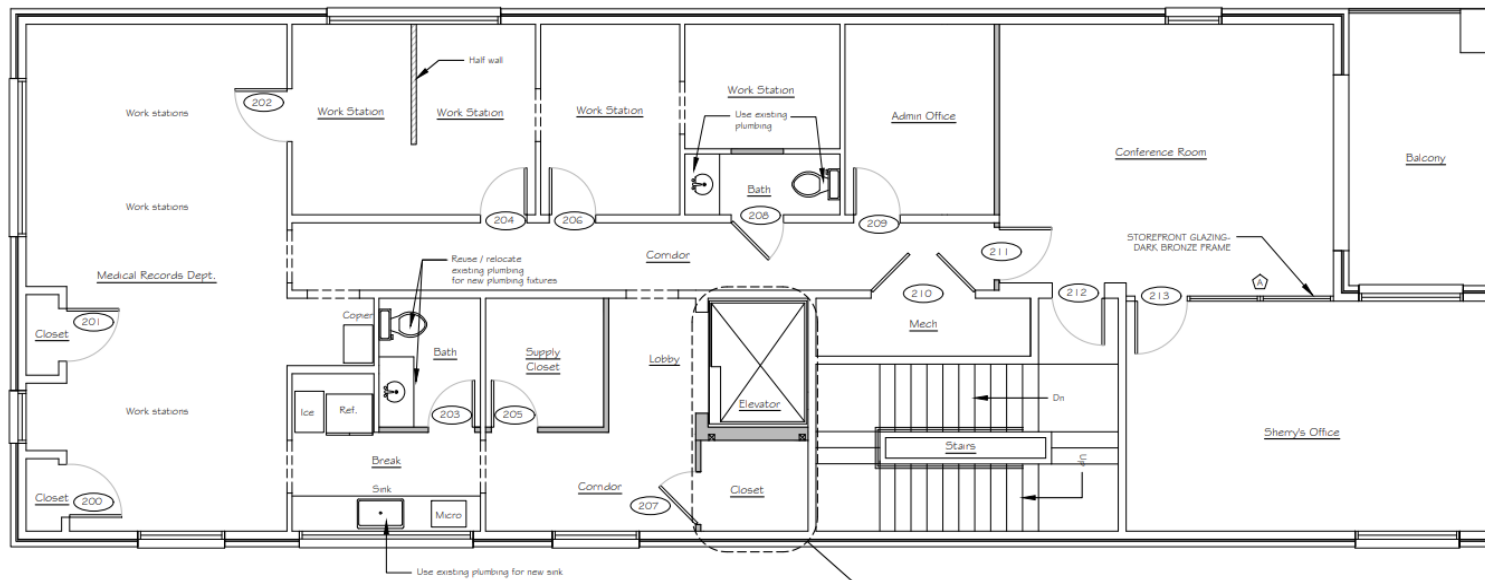 Half wall
202
Work stations
Work Station
Work Station
Work Station
Work Station
Use existing
plumbing
Admin Office
Conference Room
Balcony
Bath
Work stations
204
206
208
209
STOREFRONT GLAZING-
DARK BRONZE FRAME
Medical Records Dept.
Reuse / relocate
existing plumbing
for new plumbing fixtures
Corridor
211
A
210
212
213
201
Closet
Copier
Bath
Supply
Closet
Lobby
Mech
Ice
Ref.
203
205
Elevator
Dn
Work stations
Sherry's Office
Stairs
Break
UP
Closet
200
Sink
Micro
Corridor
207
Closet
Use existing plumbing for new sink